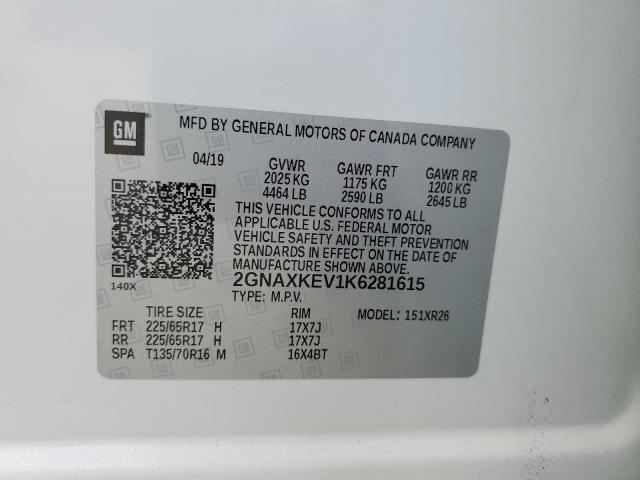 GM
MFD BY GENERAL MOTORS OF CANADA COMPANY
04/19 GVWR GAWR FRT GAWR RR
2025 KG 1175 KG 1200 KG
4464 LB 2590 LB 2645 LB
THIS VEHICLE CONFORMS TO ALL
APPLICABLE U.S. FEDERAL MOTOR
VEHICLE SAFETY AND THEFT PREVENTION
STANDARDS IN EFFECT ON THE DATE OF
MANUFACTURE SHOWN ABOVE.
140X 2GNAXKEV1K6281615
TYPE: M.P.V.
TIRE SIZE RIM MODEL: 151XR26
FRT 225/65R17 H 17X7J
RR 225/65R17 H 17X7J
SPA T135/70R16 M 16X4BT